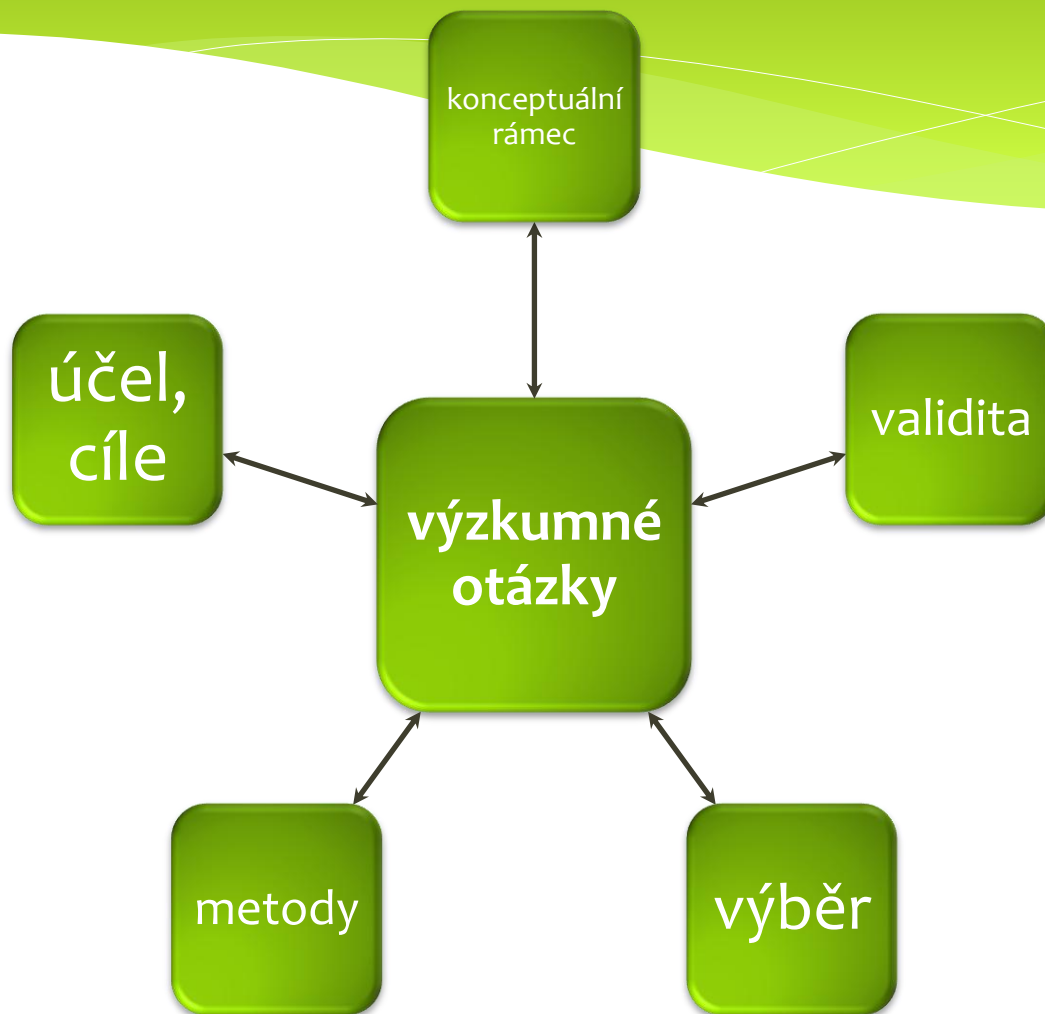 konceptuální
rámec
účel,
cíle
validita
výzkumné
otázky
metody
výběr